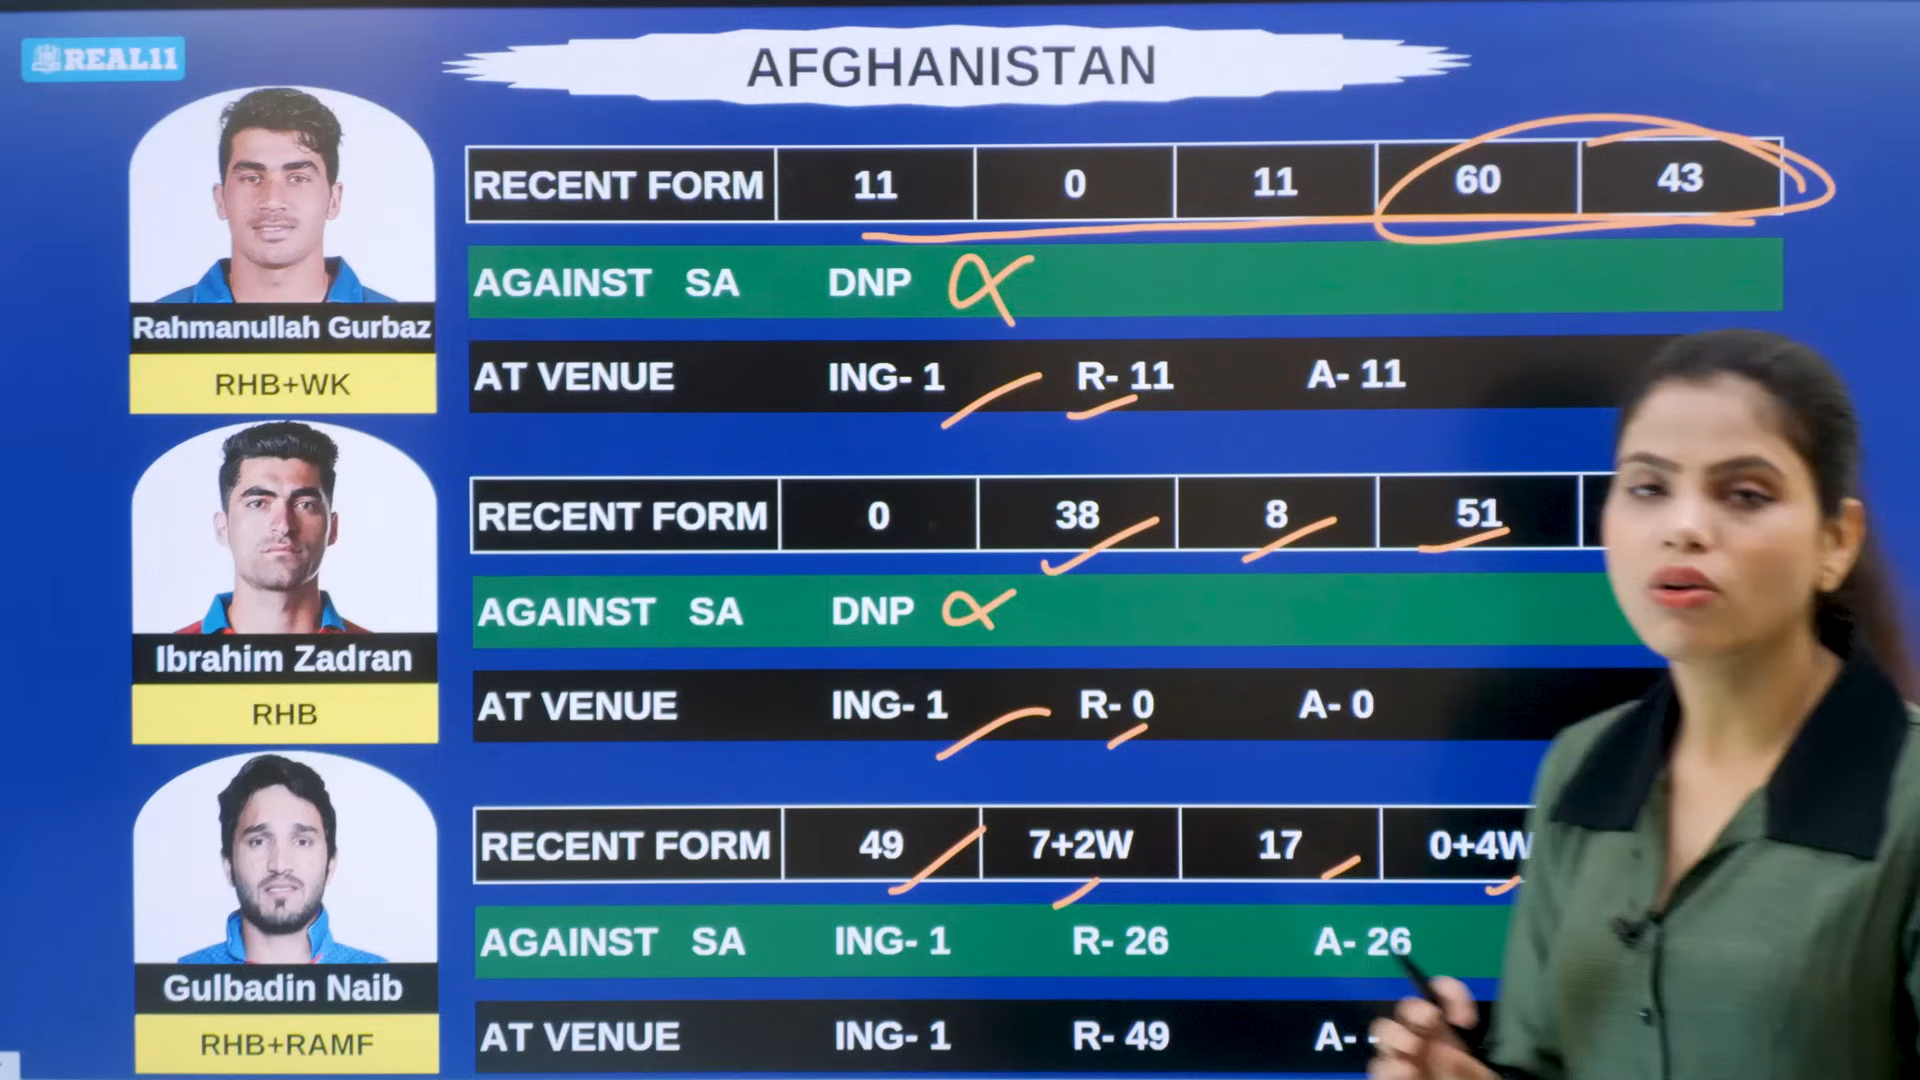 REAL11
AFGHANISTAN
RECENT FORM 11 0 11 60 43
AGAINST SA DNP
Rahmanullah Gurbaz
RHB+WK
AT VENUE ING- 1 R- 11 A- 11
RECENT FORM 0 38 8 51
AGAINST SA DNP
Ibrahim Zadran
RHB
AT VENUE ING- 1 R- 0 A- 0
RECENT FORM 49 7+2W 17 0+4W
AGAINST SA ING- 1 R- 26 A- 26
Gulbadin Naib
RHB+RAMF
AT VENUE ING- 1 R- 49 A-